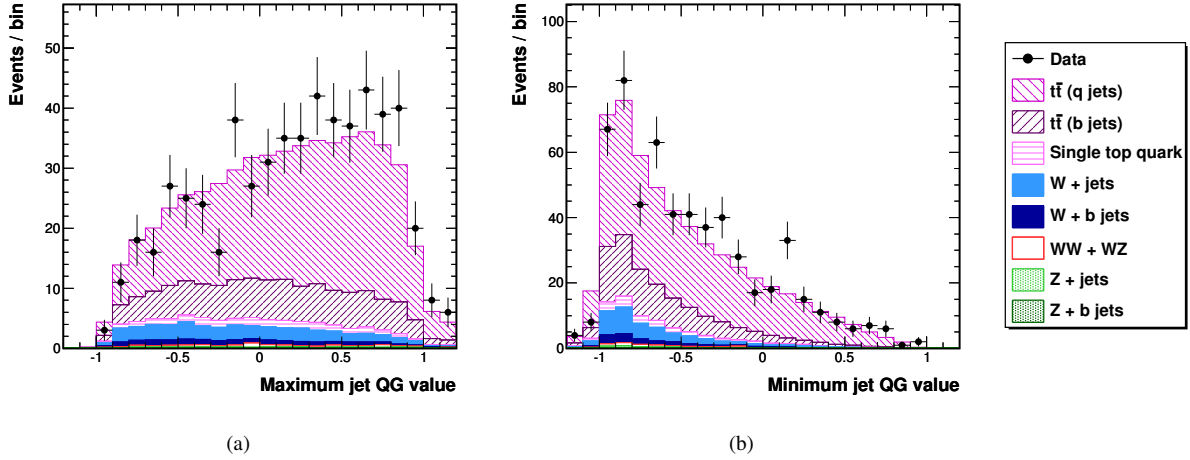 Events / bin
50
40
30
20
10
0
-1
-0.5
0
0.5
1
Maximum jet QG value
(a)
Events / bin
100
80
60
40
20
0
-1
-0.5
0
0.5
1
Minimum jet QG value
(b)
Data
tt̄ (q jets)
tt̄ (b jets)
Single top quark
W + jets
W + b jets
WW + WZ
Z + jets
Z + b jets